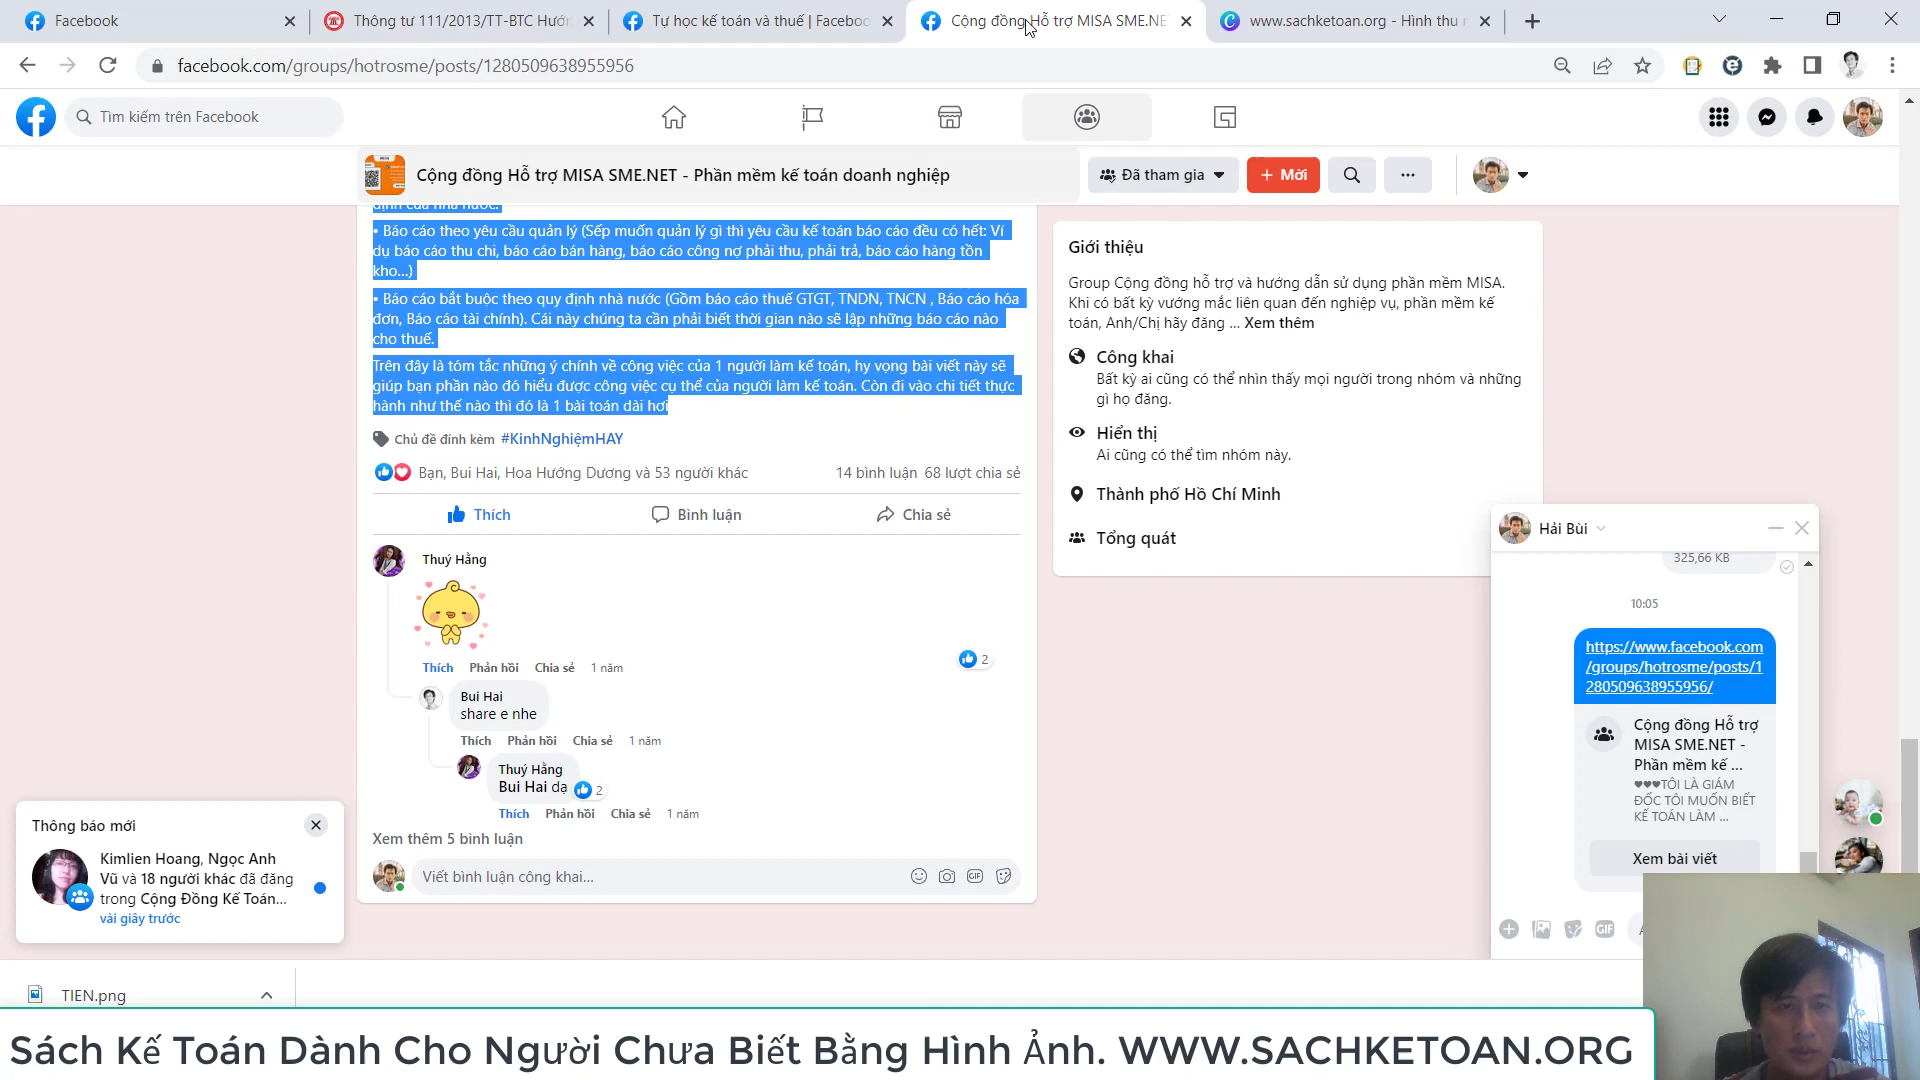 Facebook
Thông tư 111/2013/TT-BTC Hướ
Tự học kế toán và thuế | Faceboo
Cộng đồng Hỗ trợ MISA SME.NE
www.sachketoan.org - Hình thu
facebook.com/groups/hotrosme/posts/1280509638955956
Tìm kiếm trên Facebook
Cộng đồng Hỗ trợ MISA SME.NET - Phần mềm kế toán doanh nghiệp
Đã tham gia
+ Mới
định của nhà nước.
• Báo cáo theo yêu cầu quản lý (Sếp muốn quản lý gì thì yêu cầu kế toán báo cáo đều có hết: Ví
dụ báo cáo thu chi, báo cáo bán hàng, báo cáo công nợ phải thu, phải trả, báo cáo hàng tồn
kho...)
• Báo cáo bắt buộc theo quy định nhà nước (Gồm báo cáo thuế GTGT, TNDN, TNCN , Báo cáo hóa
đơn, Báo cáo tài chính). Cái này chúng ta cần phải biết thời gian nào sẽ lập những báo cáo nào
cho thuế.
Trên đây là tóm tắc những ý chính về công việc của 1 người làm kế toán, hy vọng bài viết này sẽ
giúp bạn phần nào đó hiểu được công việc cụ thể của người làm kế toán. Còn đi vào chi tiết thực
hành như thế nào thì đó là 1 bài toán dài hơi
Chủ đề đính kèm #KinhNghiệmHAY
Bạn, Bui Hai, Hoa Hướng Dương và 53 người khác
14 bình luận 68 lượt chia sẻ
Thích
Bình luận
Chia sẻ
Thuý Hằng
2
Thích Phản hồi Chia sẻ 1 năm
Bui Hai
share e nhe
Thích Phản hồi Chia sẻ 1 năm
Thuý Hằng
Bui Hai dạ
2
Thích Phản hồi Chia sẻ 1 năm
Xem thêm 5 bình luận
Viết bình luận công khai...
GIF
Giới thiệu
Group Cộng đồng hỗ trợ và hướng dẫn sử dụng phần mềm MISA.
Khi có bất kỳ vướng mắc liên quan đến nghiệp vụ, phần mềm kế
toán, Anh/Chị hãy đăng ... Xem thêm
Công khai
Bất kỳ ai cũng có thể nhìn thấy mọi người trong nhóm và những
gì họ đăng.
Hiển thị
Ai cũng có thể tìm nhóm này.
Thành phố Hồ Chí Minh
Tổng quát
Hải Bùi
325,66 KB
10:05
https://www.facebook.com
/groups/hotrosme/posts/1
280509638955956/
Cộng đồng Hỗ trợ
MISA SME.NET -
Phần mềm kế ...
♥♥♥TÔI LÀ GIÁM
ĐỐC TÔI MUỐN BIẾT
KẾ TOÁN LÀM ...
Xem bài viết
GIF
Thông báo mới
Kimlien Hoang, Ngọc Anh
Vũ và 18 người khác đã đăng
trong Cộng Đồng Kế Toán...
vài giây trước
TIEN.png
Sách Kế Toán Dành Cho Người Chưa Biết Bằng Hình Ảnh. WWW.SACHKETOAN.ORG